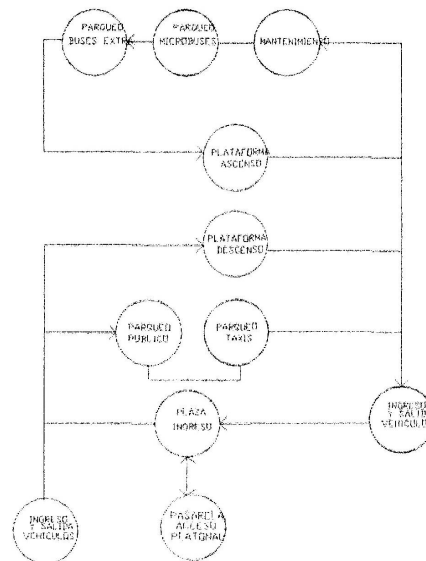 PARQUEO
BUSES EXTRA
PARQUEO
MICROBUSES
MANTENIMIENO
PLATAFORMA
ASCENSO
PLATAFORMA
DESCENSO
PARQUEO
PUBLICO
PARQUEO
TAXIS
PLAZA
INGRESO
INGRESO
Y SALIDA
VEHICULOS
INGRESO
Y SALIDA
VEHICULOS
PASARELA
ACCESO
PEATONAL